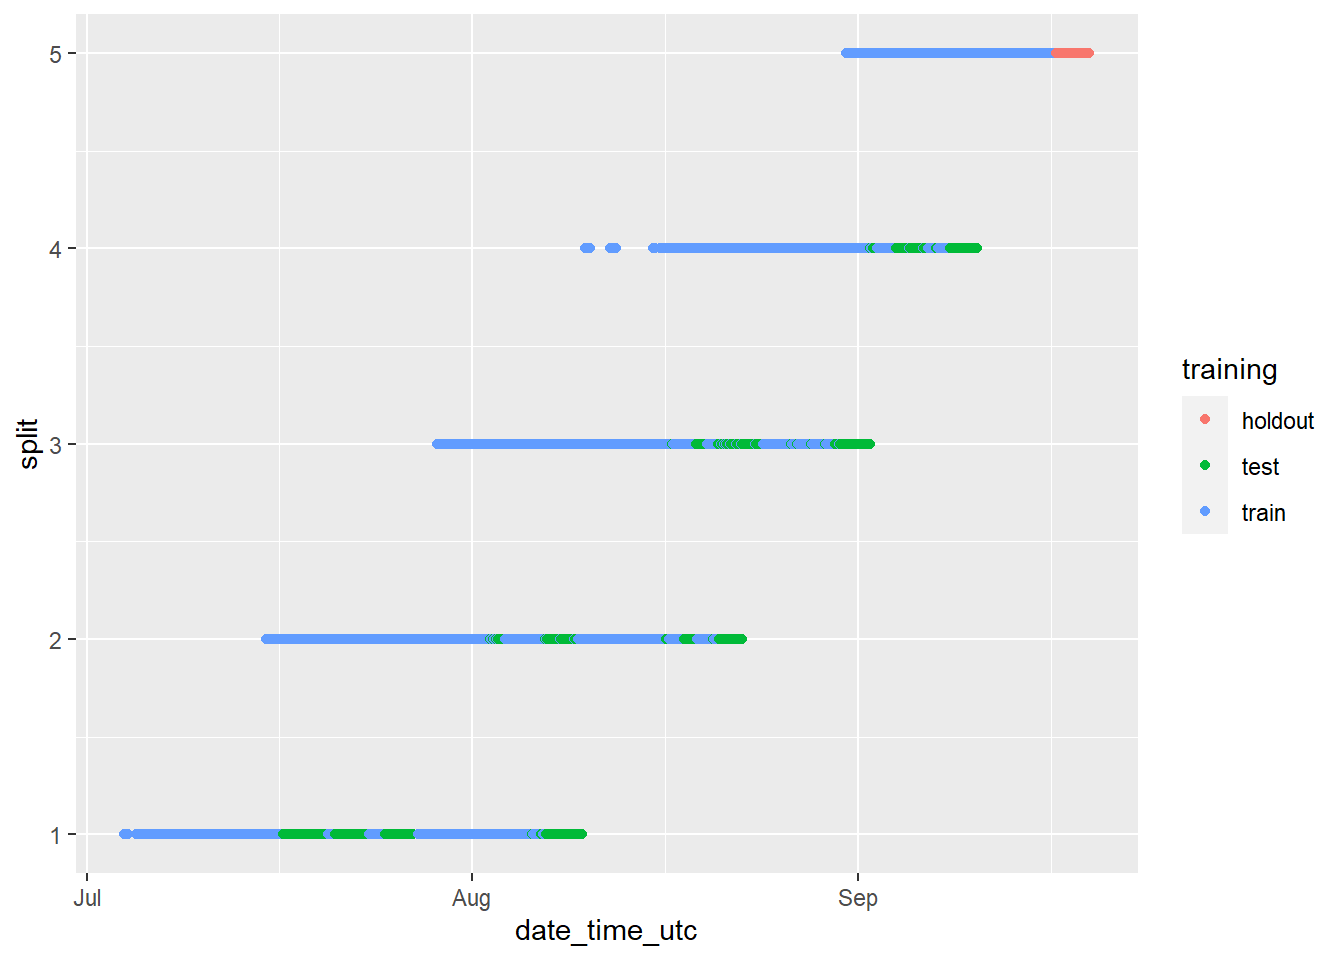 5
4
3
2
1
split
Jul
Aug
Sep
date_time_utc
training
holdout
test
train